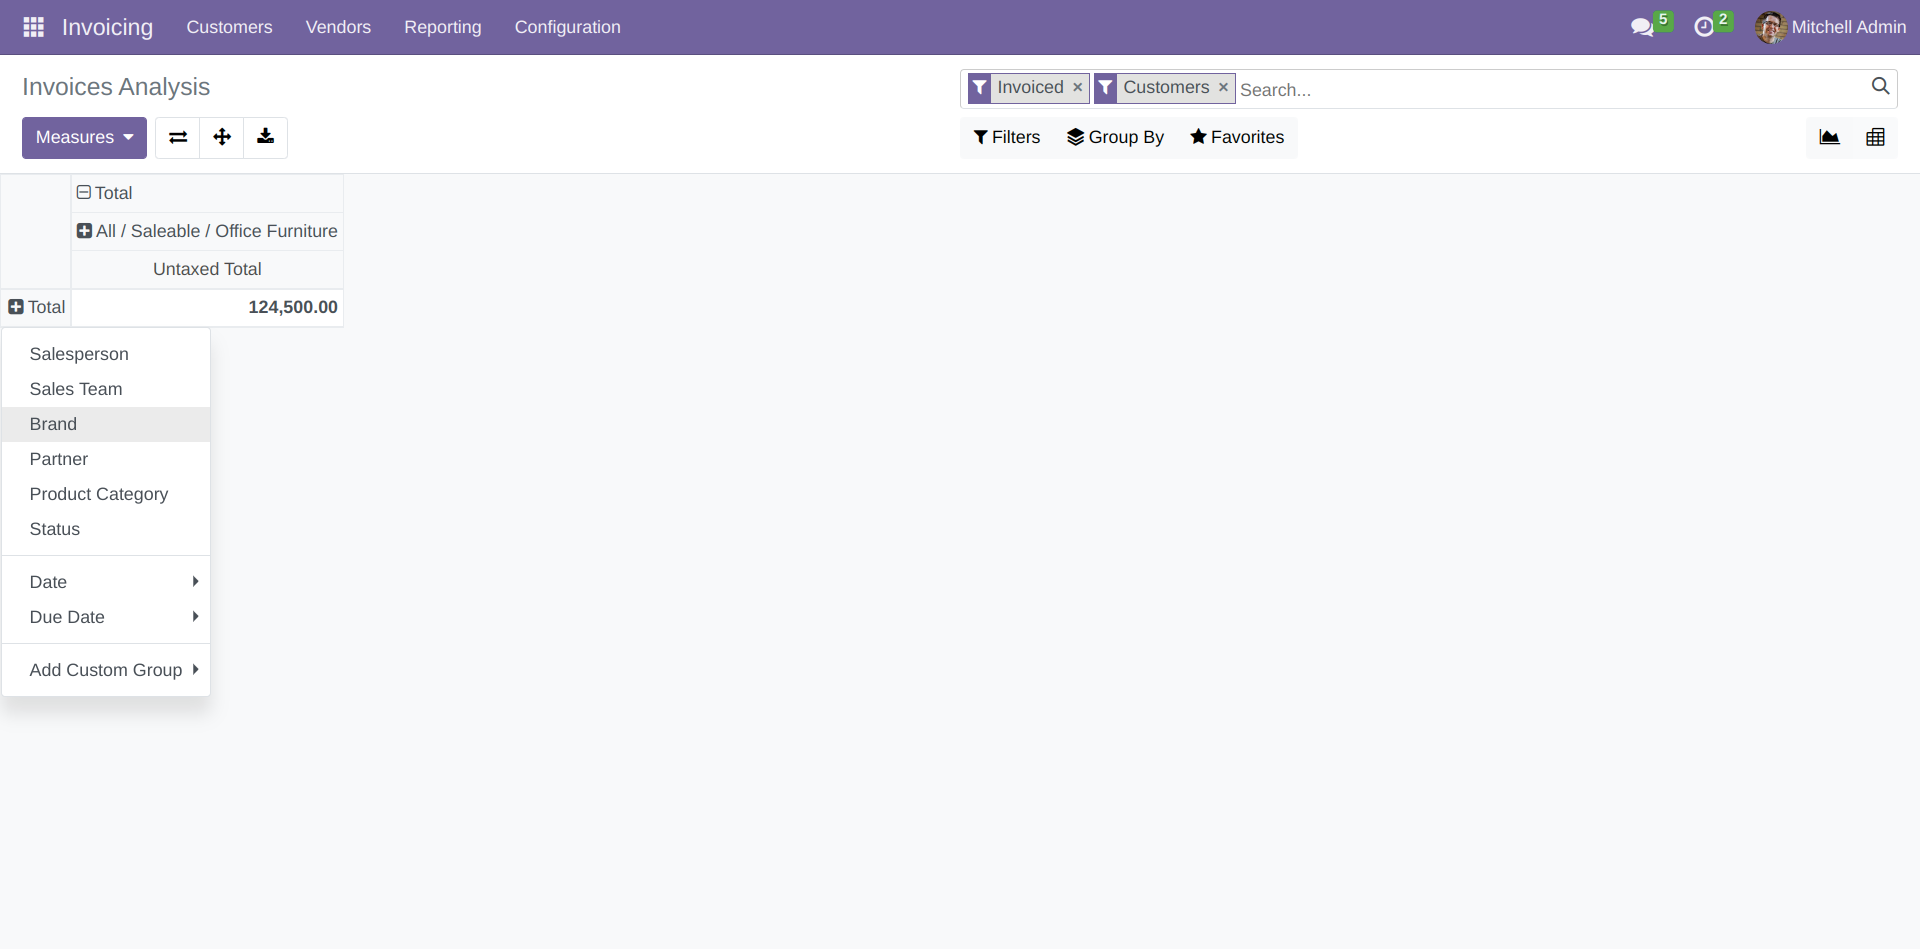 Invoicing Customers Vendors Reporting Configuration 5 2 Mitchell Admin
Invoices Analysis
Invoiced × Customers × Search...
Measures
Filters Group By Favorites
Total
All / Saleable / Office Furniture
Untaxed Total
Total 124,500.00
Salesperson
Sales Team
Brand
Partner
Product Category
Status
Date
Due Date
Add Custom Group